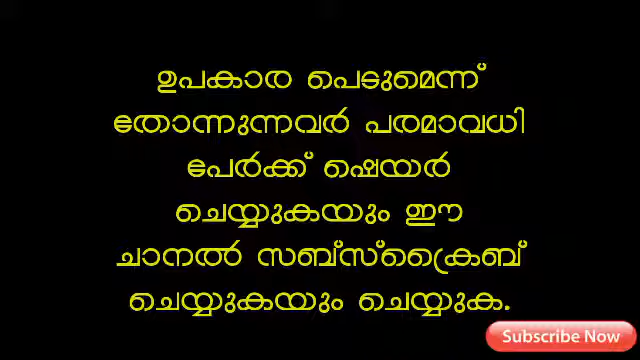 ഉപകാര പെടുമെന്ന്
തോന്നുന്നവർ പരമാവധി
പേർക്ക് ഷെയർ
ചെയ്യുകയും ഈ
ചാനൽ സബ്സ്ക്രൈബ്
ചെയ്യുകയും ചെയ്യുക.
Subscribe Now